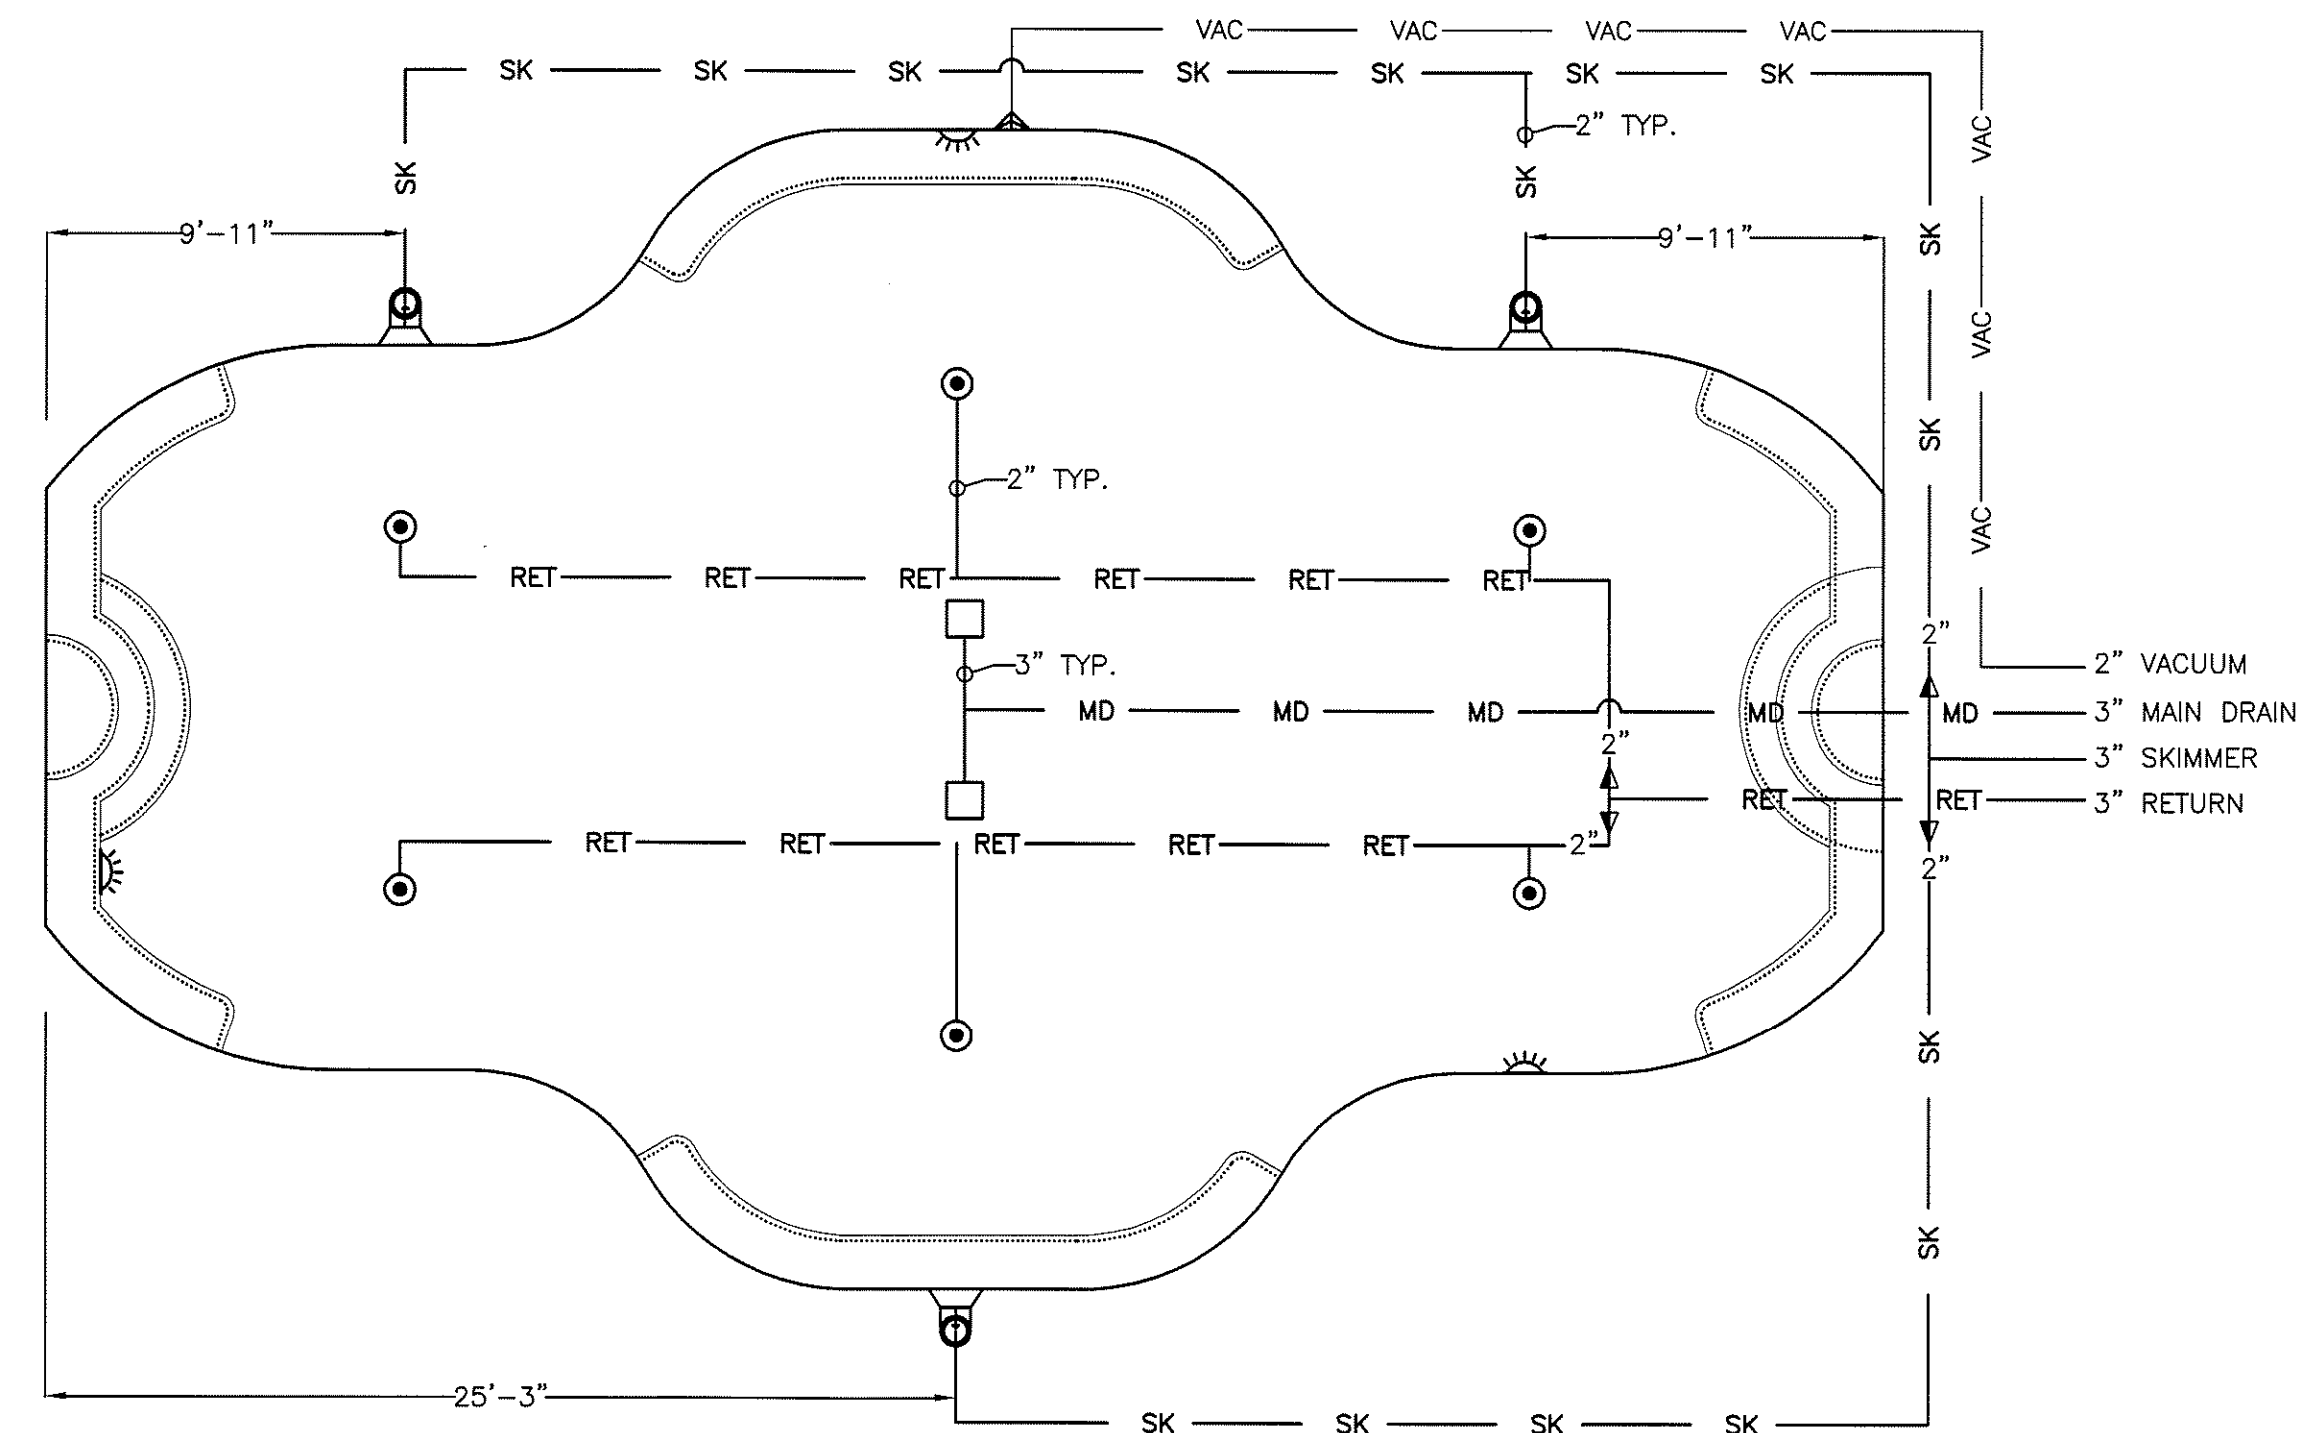 VAC VAC VAC VAC
SK SK SK SK SK SK SK
2" TYP.
VAC
SK
SK
9'-11"
9'-11"
SK
VAC
SK
2" TYP.
VAC
RET RET RET RET RET RET
2"
3" TYP.
2" VACUUM
MD MD MD MD MD
3" MAIN DRAIN
2"
3" SKIMMER
RET RET
3" RETURN
RET RET RET RET RET
2"
2"
SK
SK
25'-3"
SK SK SK SK